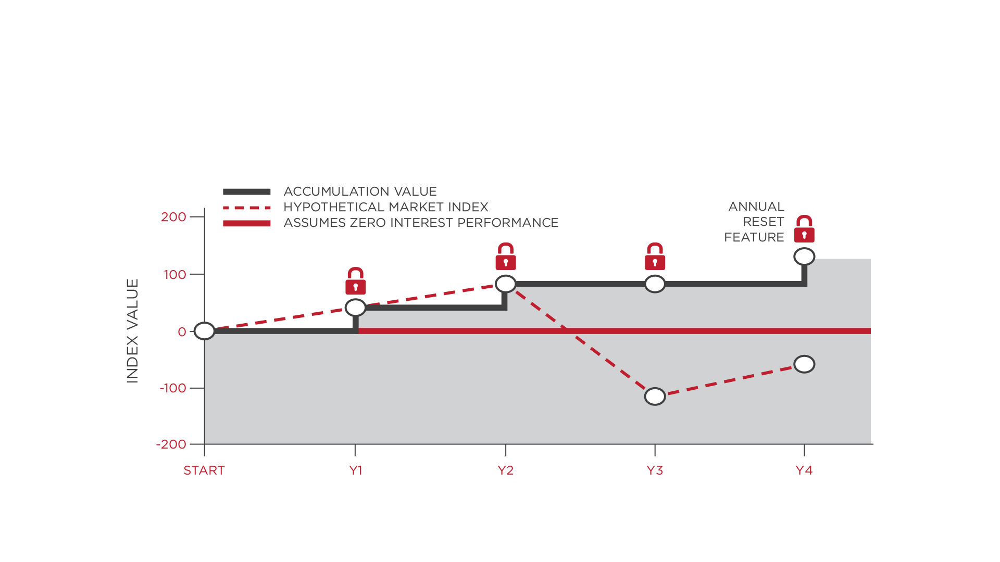 ACCUMULATION VALUE
HYPOTHETICAL MARKET INDEX
ASSUMES ZERO INTEREST PERFORMANCE
ANNUAL
RESET
FEATURE
INDEX VALUE
200
100
0
-100
-200
START
Y1
Y2
Y3
Y4